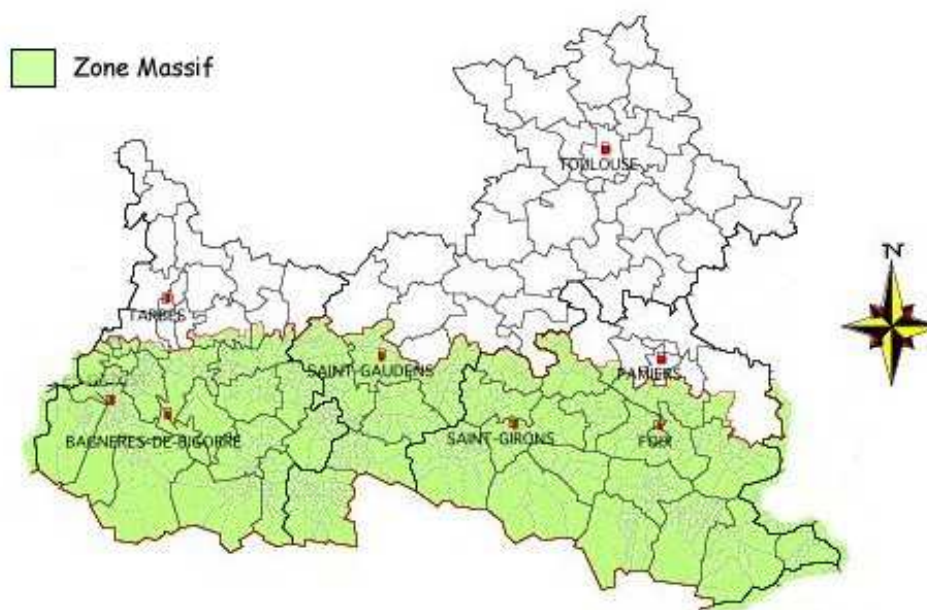 Zone Massif
TOULOUSE
N
TARBES
SAINT-GAUDENS
PAMIERS
BAGNERES-DE-BIGORRE
SAINT-GIRONS
FOIX